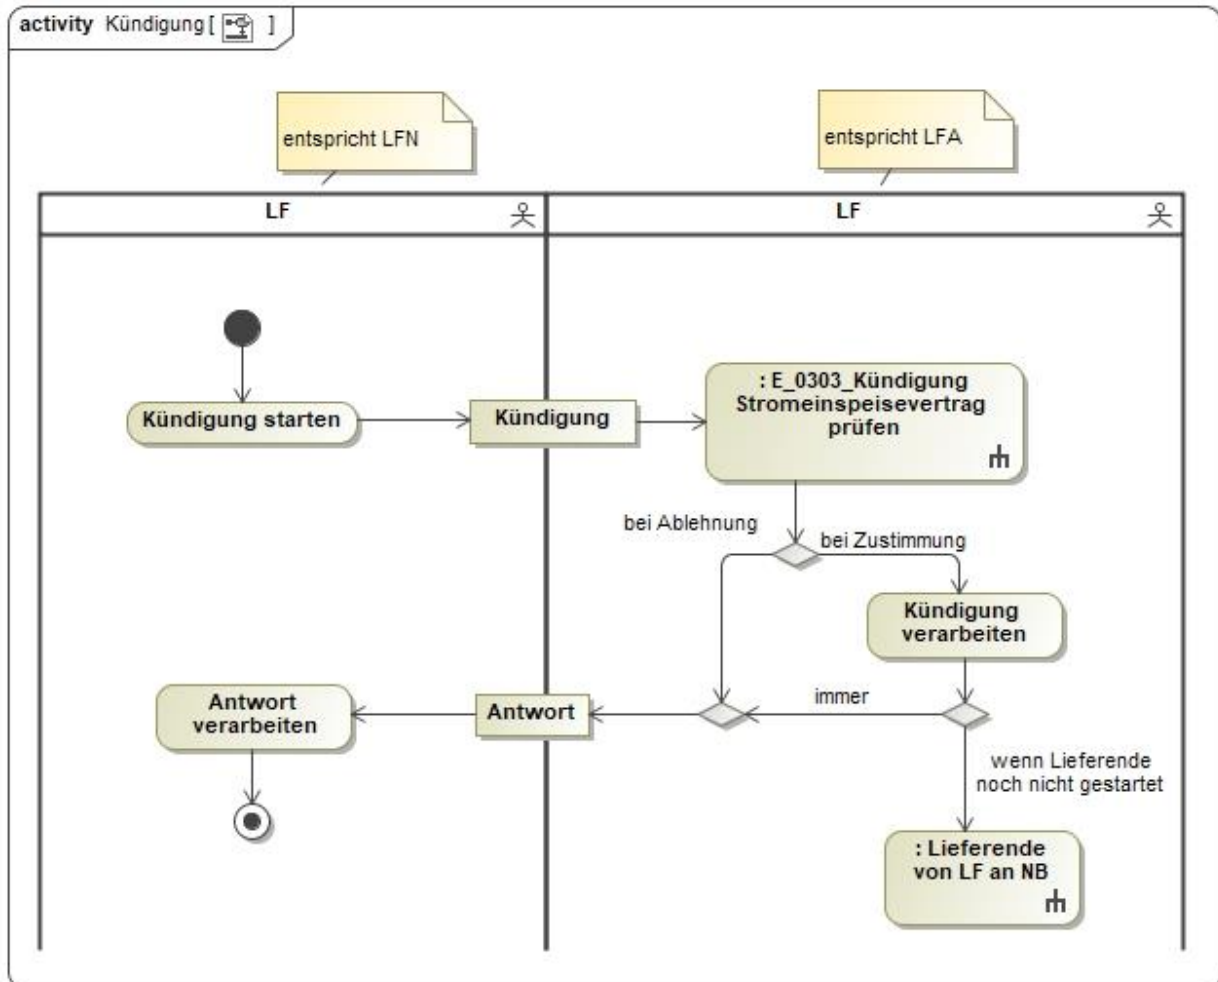 activity Kündigung [ ]
entspricht LFN
entspricht LFA
LF
LF
Kündigung starten
Kündigung
: E_0303_Kündigung
Stromeinspeisevertrag
prüfen
bei Ablehnung
bei Zustimmung
Kündigung
verarbeiten
immer
Antwort
Antwort
verarbeiten
wenn Lieferende
noch nicht gestartet
: Lieferende
von LF an NB